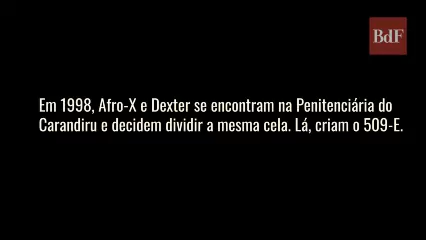 BdF
Em 1998, Afro-X e Dexter se encontram na Penitenciária do
Carandiru e decidem dividir a mesma cela. Lá, criam o 509-E.